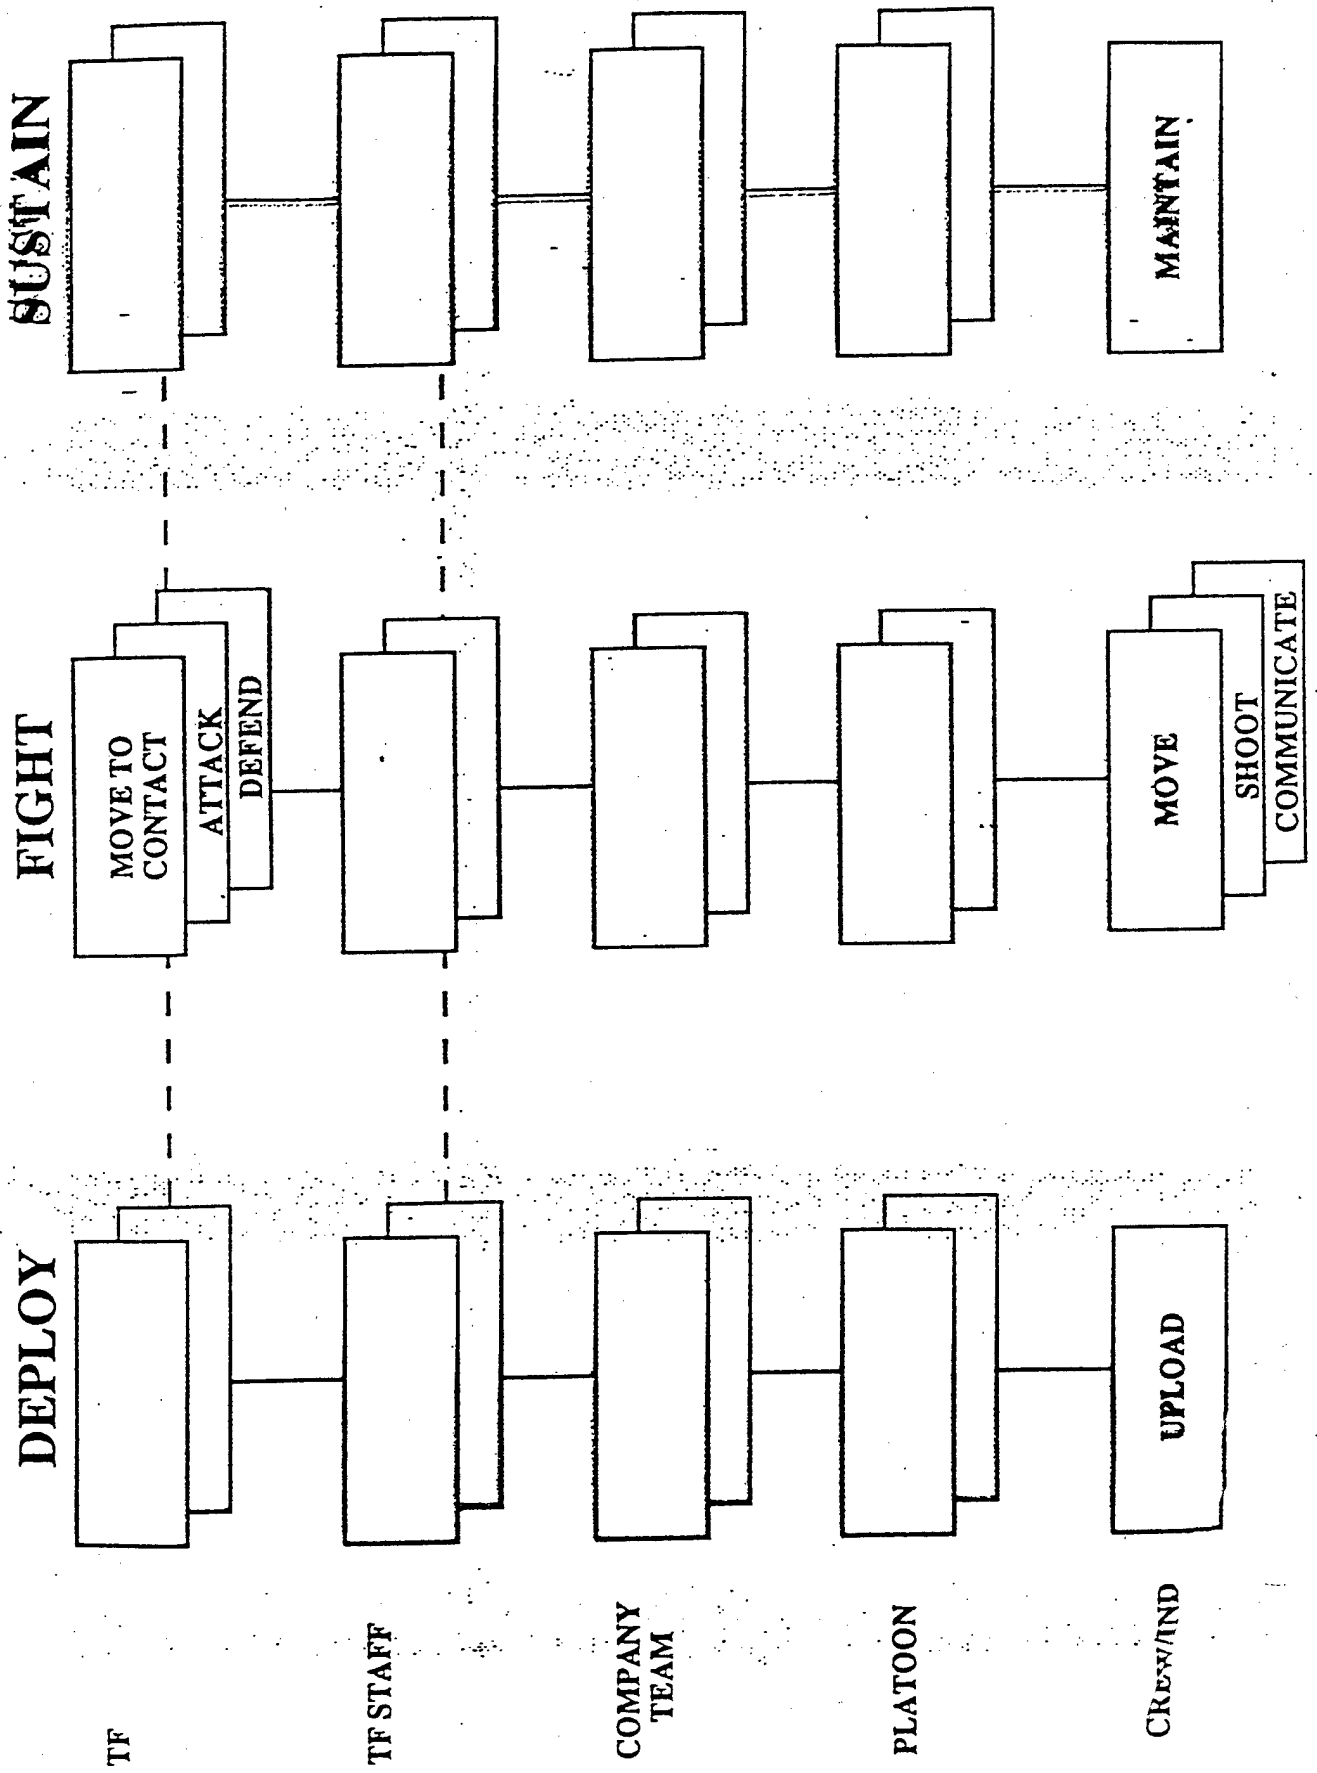 DEPLOY
FIGHT
SUSTAIN
TF
MOVE TO
CONTACT
ATTACK
DEFEND
TF STAFF
COMPANY
TEAM
PLATOON
CREW/IND
UPLOAD
MOVE
SHOOT
COMMUNICATE
MAINTAIN